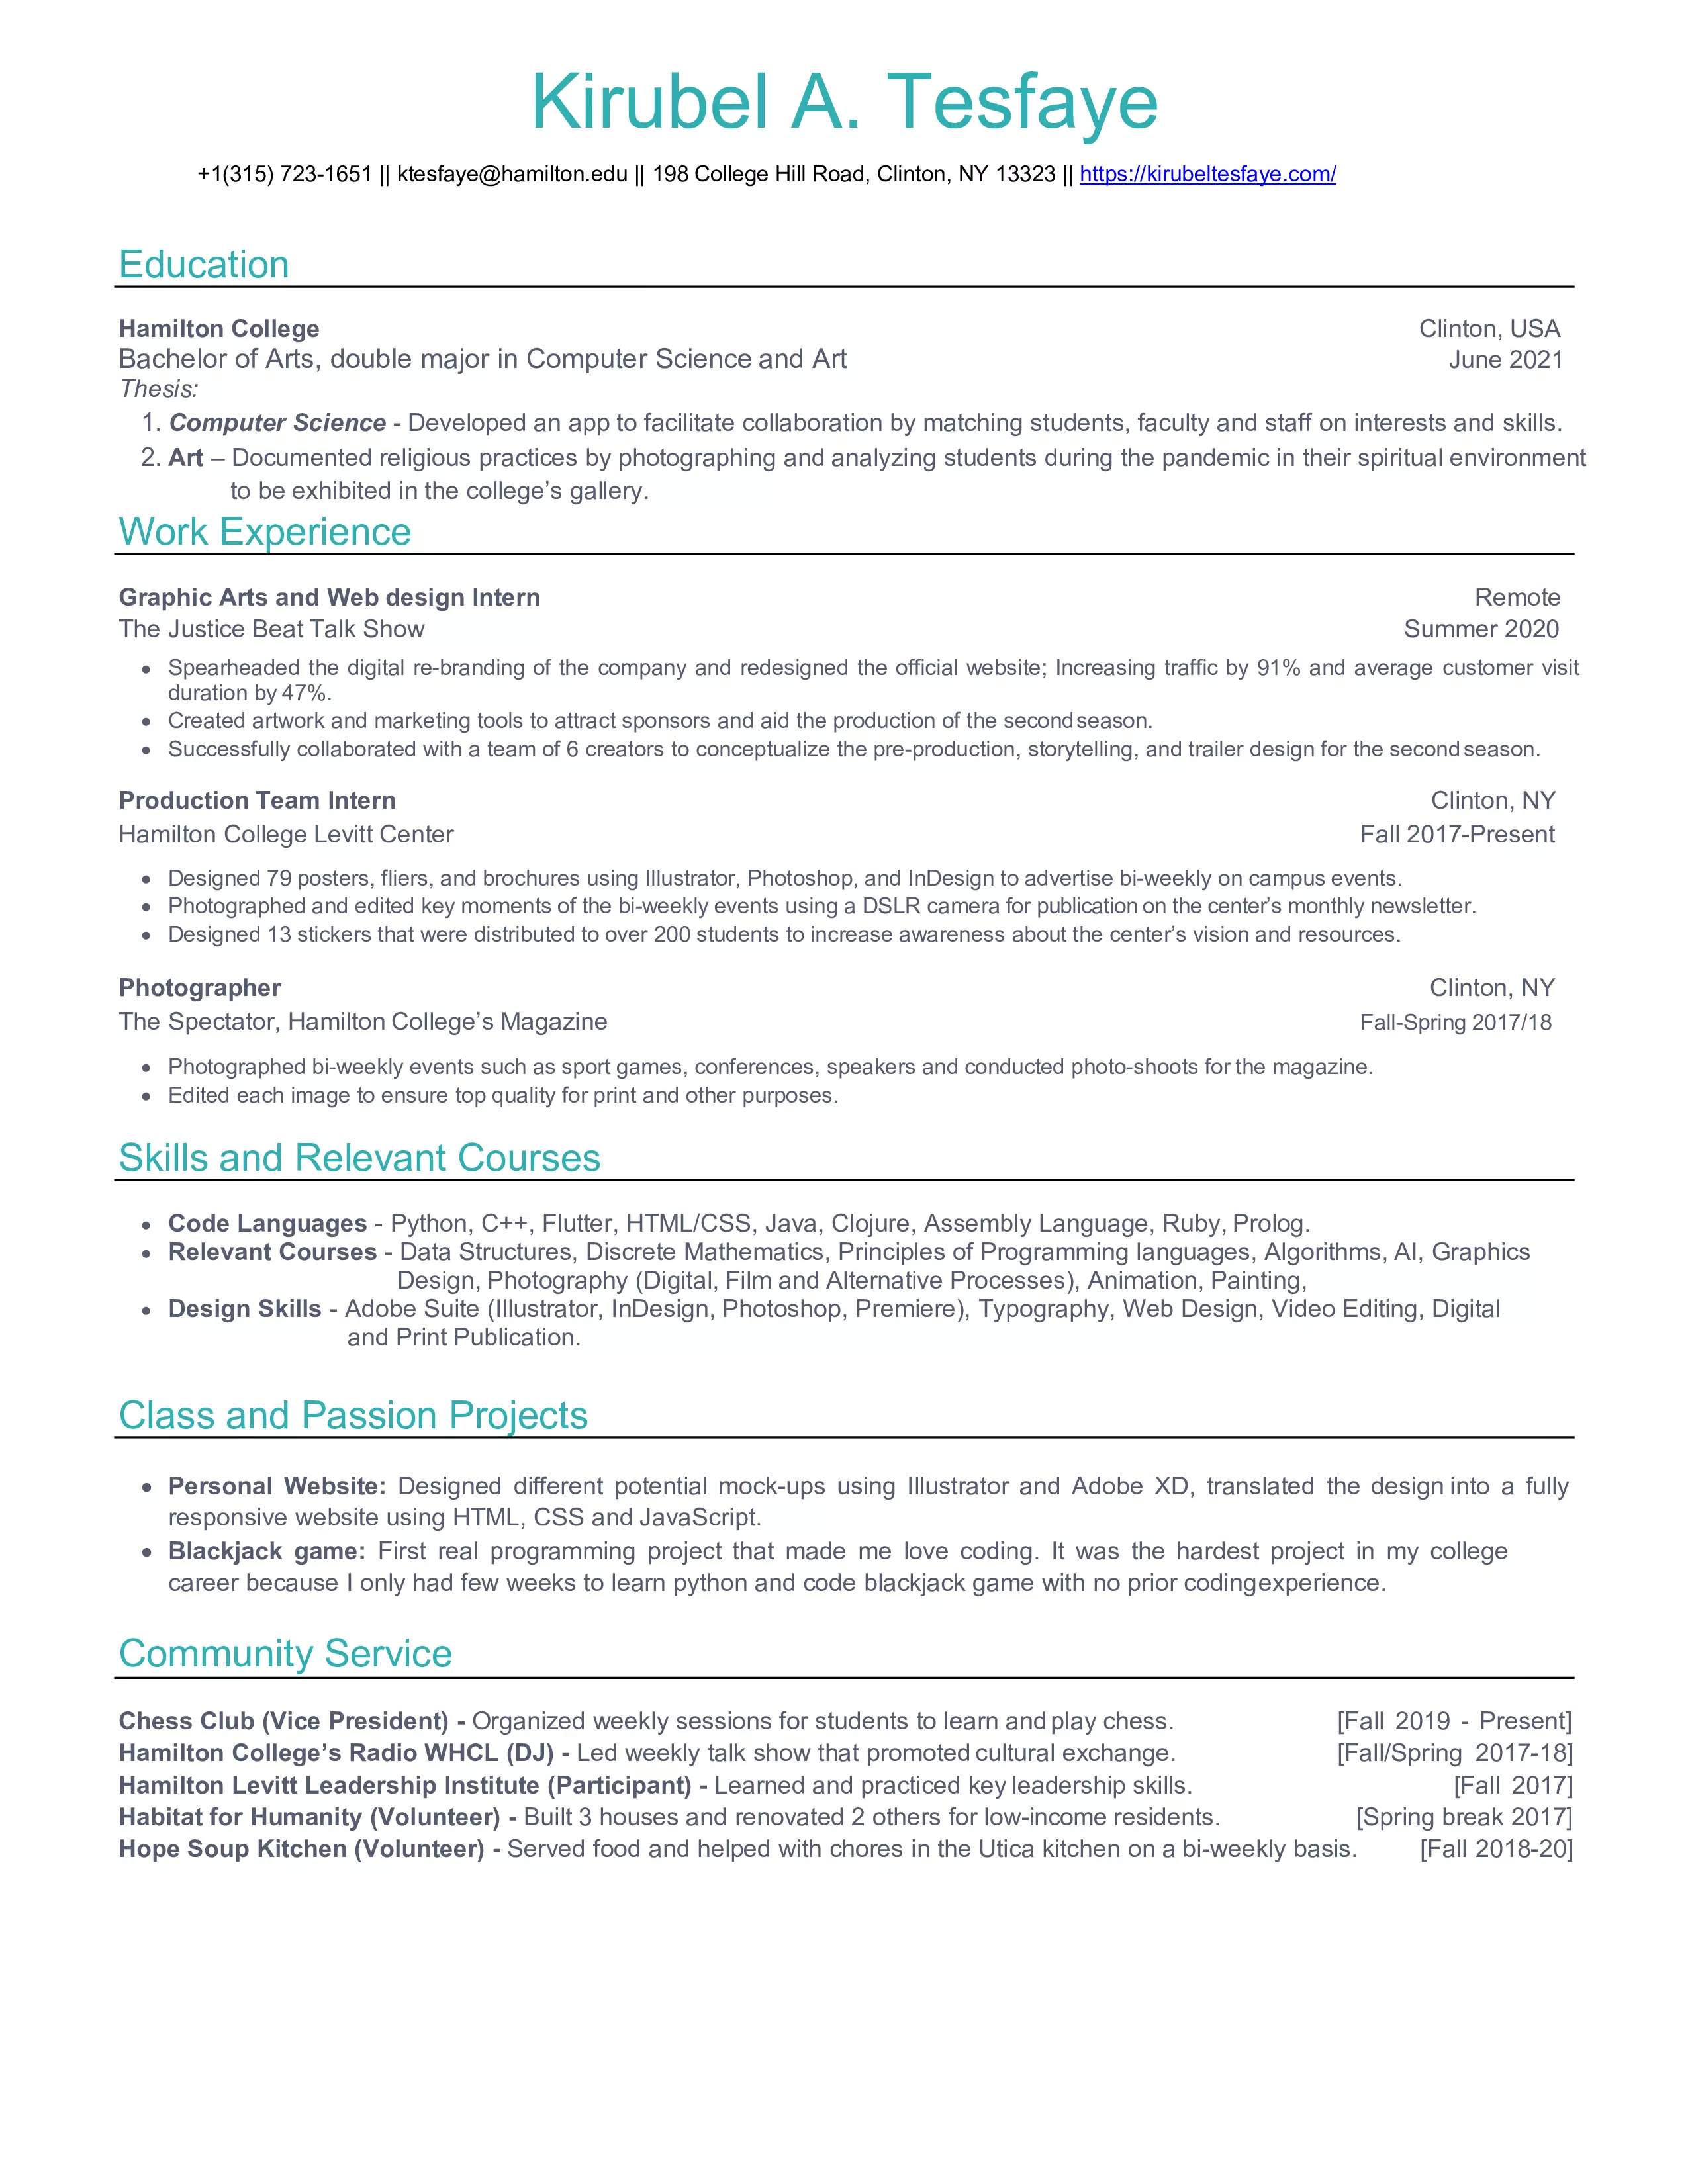 Kirubel A. Tesfaye
+1(315) 723-1651 || ktesfaye@hamilton.edu || 198 College Hill Road, Clinton, NY 13323 || https://kirubeltesfaye.com/
Education
Hamilton College Clinton, USA
Bachelor of Arts, double major in Computer Science and Art June 2021
Thesis:
1. Computer Science - Developed an app to facilitate collaboration by matching students, faculty and staff on interests and skills.
2. Art – Documented religious practices by photographing and analyzing students during the pandemic in their spiritual environment
to be exhibited in the college's gallery.
Work Experience
Graphic Arts and Web design Intern Remote
The Justice Beat Talk Show Summer 2020
• Spearheaded the digital re-branding of the company and redesigned the official website; Increasing traffic by 91% and average customer visit
duration by 47%.
• Created artwork and marketing tools to attract sponsors and aid the production of the second season.
• Successfully collaborated with a team of 6 creators to conceptualize the pre-production, storytelling, and trailer design for the second season.
Production Team Intern Clinton, NY
Hamilton College Levitt Center Fall 2017-Present
• Designed 79 posters, fliers, and brochures using Illustrator, Photoshop, and InDesign to advertise bi-weekly on campus events.
• Photographed and edited key moments of the bi-weekly events using a DSLR camera for publication on the center's monthly newsletter.
• Designed 13 stickers that were distributed to over 200 students to increase awareness about the center's vision and resources.
Photographer Clinton, NY
The Spectator, Hamilton College's Magazine Fall-Spring 2017/18
• Photographed bi-weekly events such as sport games, conferences, speakers and conducted photo-shoots for the magazine.
• Edited each image to ensure top quality for print and other purposes.
Skills and Relevant Courses
• Code Languages - Python, C++, Flutter, HTML/CSS, Java, Clojure, Assembly Language, Ruby, Prolog.
• Relevant Courses - Data Structures, Discrete Mathematics, Principles of Programming languages, Algorithms, AI, Graphics
Design, Photography (Digital, Film and Alternative Processes), Animation, Painting,
• Design Skills - Adobe Suite (Illustrator, InDesign, Photoshop, Premiere), Typography, Web Design, Video Editing, Digital
and Print Publication.
Class and Passion Projects
• Personal Website: Designed different potential mock-ups using Illustrator and Adobe XD, translated the design into a fully
responsive website using HTML, CSS and JavaScript.
• Blackjack game: First real programming project that made me love coding. It was the hardest project in my college
career because I only had few weeks to learn python and code blackjack game with no prior codingexperience.
Community Service
Chess Club (Vice President) - Organized weekly sessions for students to learn and play chess. [Fall 2019 - Present]
Hamilton College's Radio WHCL (DJ) - Led weekly talk show that promoted cultural exchange. [Fall/Spring 2017-18]
Hamilton Levitt Leadership Institute (Participant) - Learned and practiced key leadership skills. [Fall 2017]
Habitat for Humanity (Volunteer) - Built 3 houses and renovated 2 others for low-income residents. [Spring break 2017]
Hope Soup Kitchen (Volunteer) - Served food and helped with chores in the Utica kitchen on a bi-weekly basis. [Fall 2018-20]